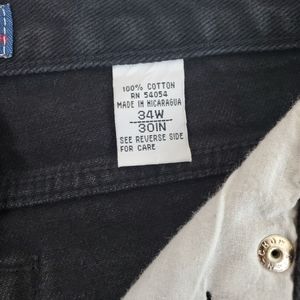 100% COTTON
RN 54054
MADE IN NICARAGUA
34W
30IN
SEE REVERSE SIDE
FOR CARE